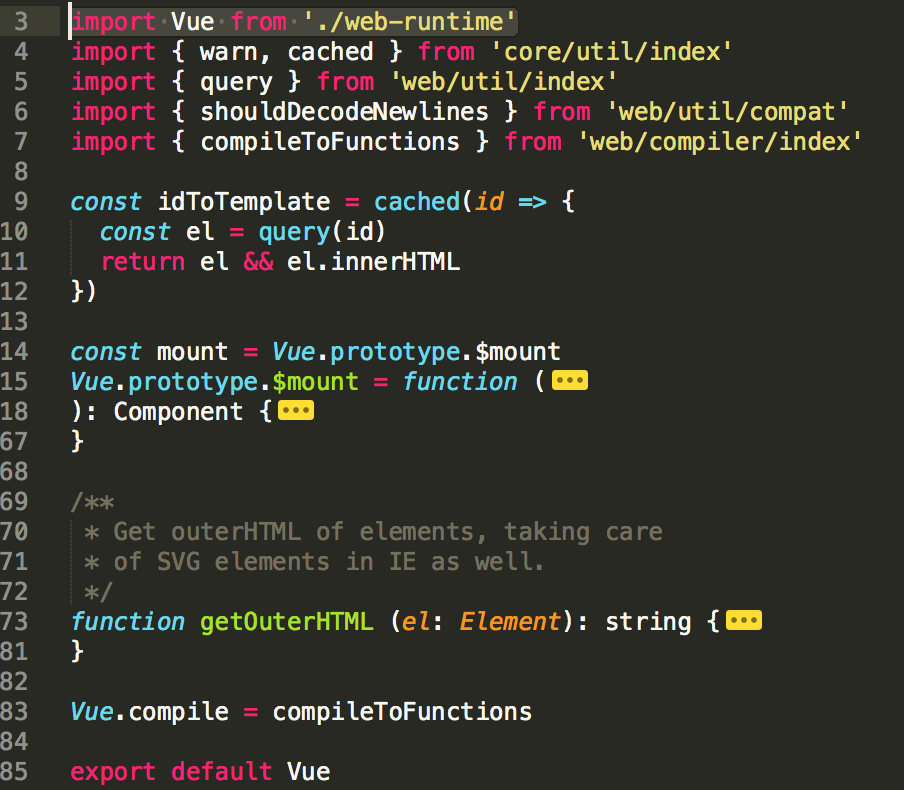 3 import Vue from './web-runtime'
4 import { warn, cached } from 'core/util/index'
5 import { query } from 'web/util/index'
6 import { shouldDecodeNewlines } from 'web/util/compat'
7 import { compileToFunctions } from 'web/compiler/index'
8
9 const idToTemplate = cached(id => {
10   const el = query(id)
11   return el && el.innerHTML
12 })
13
14 const mount = Vue.prototype.$mount
15 Vue.prototype.$mount = function (•••
18 ): Component {•••
67 }
68
69 /**
70  * Get outerHTML of elements, taking care
71  * of SVG elements in IE as well.
72  */
73 function getOuterHTML (el: Element): string {•••
81 }
82
83 Vue.compile = compileToFunctions
84
85 export default Vue